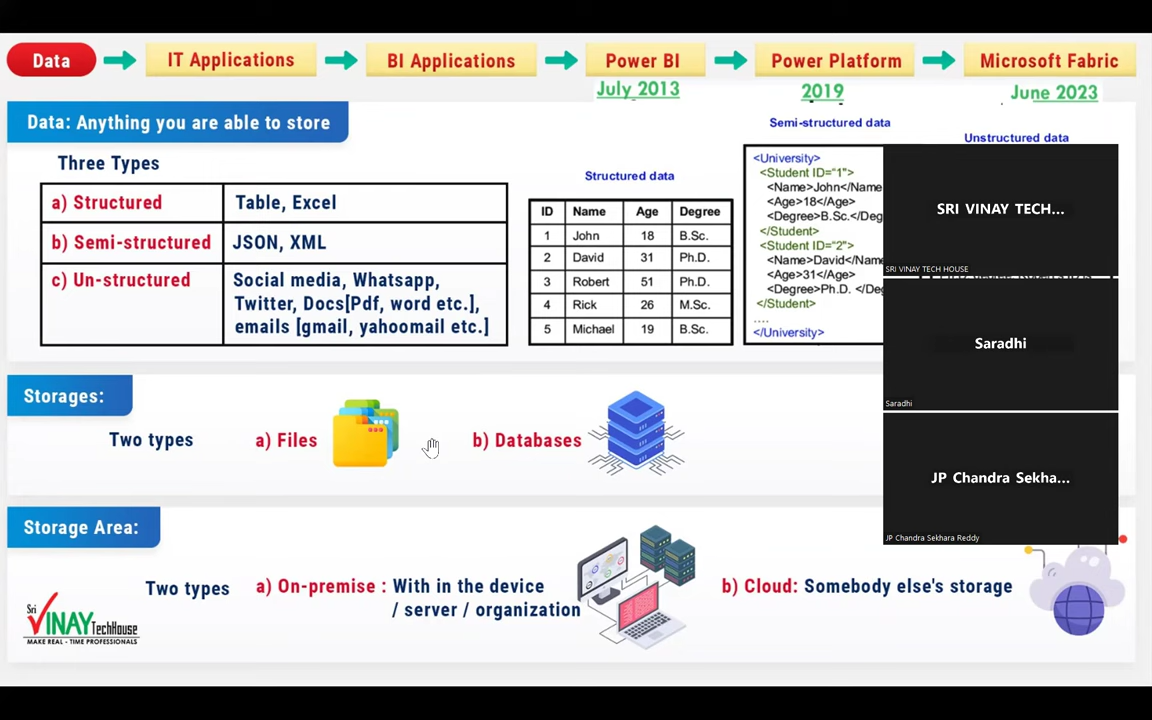 Data
IT Applications
BI Applications
Power BI
Power Platform
Microsoft Fabric
July 2013
2019
June 2023
Data: Anything you are able to store
Three Types
a) Structured
Table, Excel
b) Semi-structured
JSON, XML
c) Un-structured
Social media, Whatsapp,
Twitter, Docs[Pdf, word etc.],
emails [gmail, yahoomail etc.]
Structured data
ID Name Age Degree
1 John 18 B.Sc.
2 David 31 Ph.D.
3 Robert 51 Ph.D.
4 Rick 26 M.Sc.
5 Michael 19 B.Sc.
Semi-structured data
<University>
<Student ID="1">
<Name>John</Name
<Age>18</Age>
<Degree>B.Sc.</Deg
</Student>
<Student ID="2">
<Name>David</Name
<Age>31</Age>
<Degree>Ph.D. </De
</Student>
....
</University>
Unstructured data
SRI VINAY TECH...
SRI VINAY TECH HOUSE
Saradhi
Saradhi
JP Chandra Sekha...
JP Chandra Sekhara Reddy
Storages:
Two types
a) Files
b) Databases
Storage Area:
Two types
a) On-premise : With in the device
/ server / organization
b) Cloud: Somebody else's storage
Sri
VINAY TechHouse
MAKE REAL - TIME PROFESSIONALS